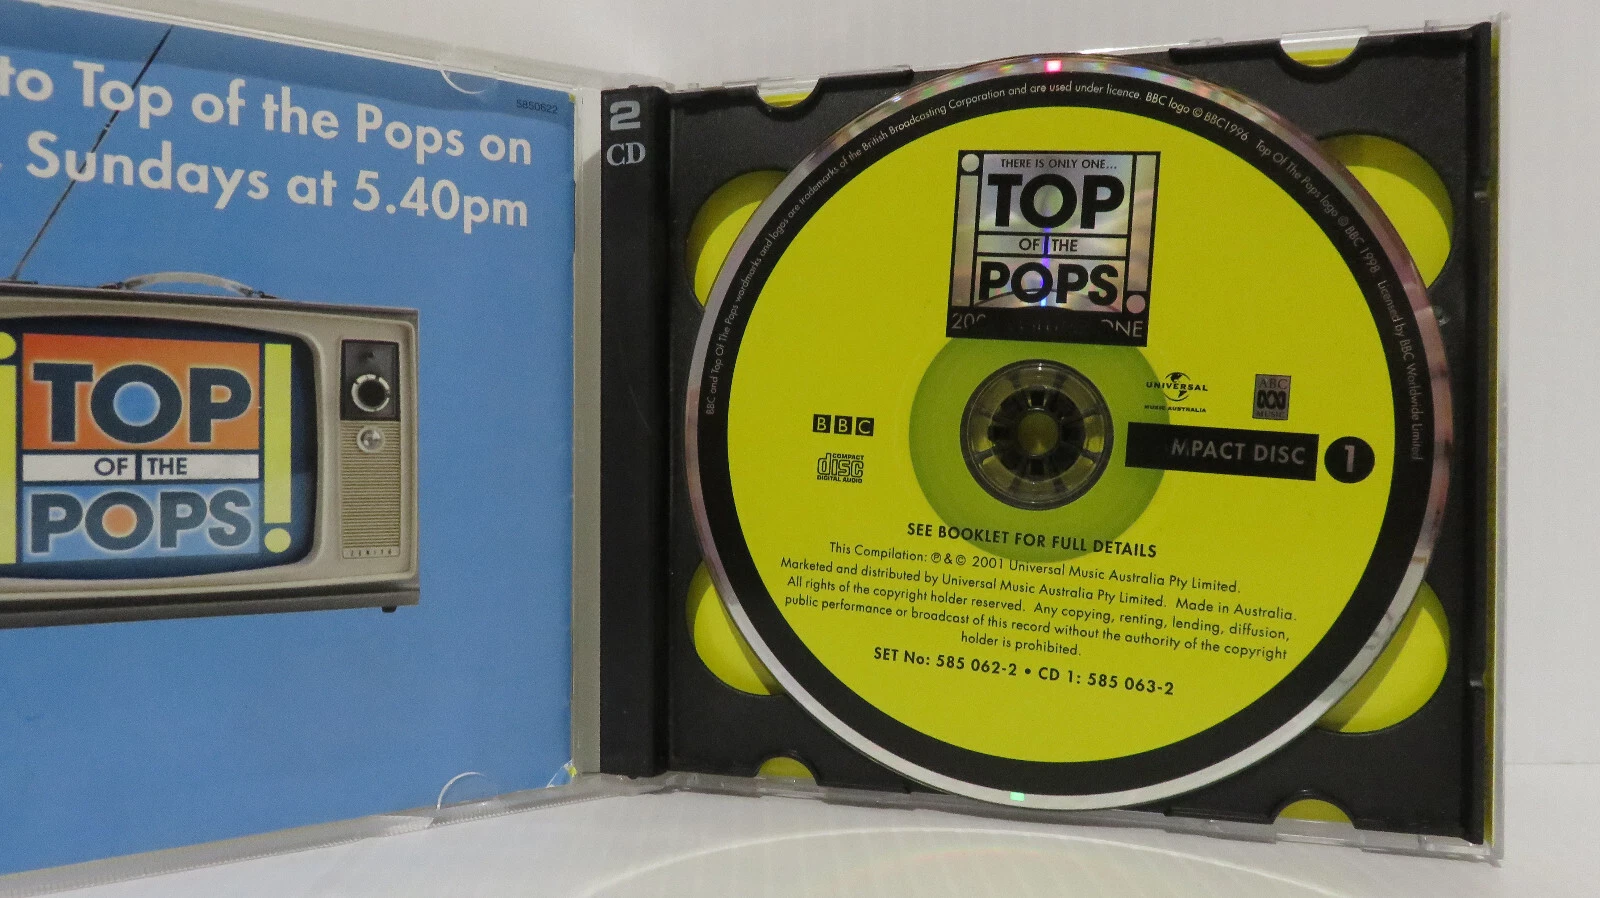 to Top of the Pops on
Sundays at 5.40pm
5850622
TOP
OF THE
POPS
ZENITH
2
CD
BBC and Top Of The Pops wordmarks and logos are trademarks of the British Broadcasting Corporation and are used under licence. BBC logo © BBC1996 Top Of The Pops logo © BBC 1998 Licensed by BBC Worldwide Limited
THERE IS ONLY ONE...
TOP
OF THE
POPS
UNIVERSAL
MUSIC AUSTRALIA
ABC
MUSIC
BBC
COMPACT
disc
DIGITAL AUDIO
MPACT DISC 1
SEE BOOKLET FOR FULL DETAILS
This Compilation: ℗ & © 2001 Universal Music Australia Pty Limited.
Marketed and distributed by Universal Music Australia Pty Limited. Made in Australia.
All rights of the copyright holder reserved. Any copying, renting, lending, diffusion,
public performance or broadcast of this record without the authority of the copyright
holder is prohibited.
SET No: 585 062-2 • CD 1: 585 063-2